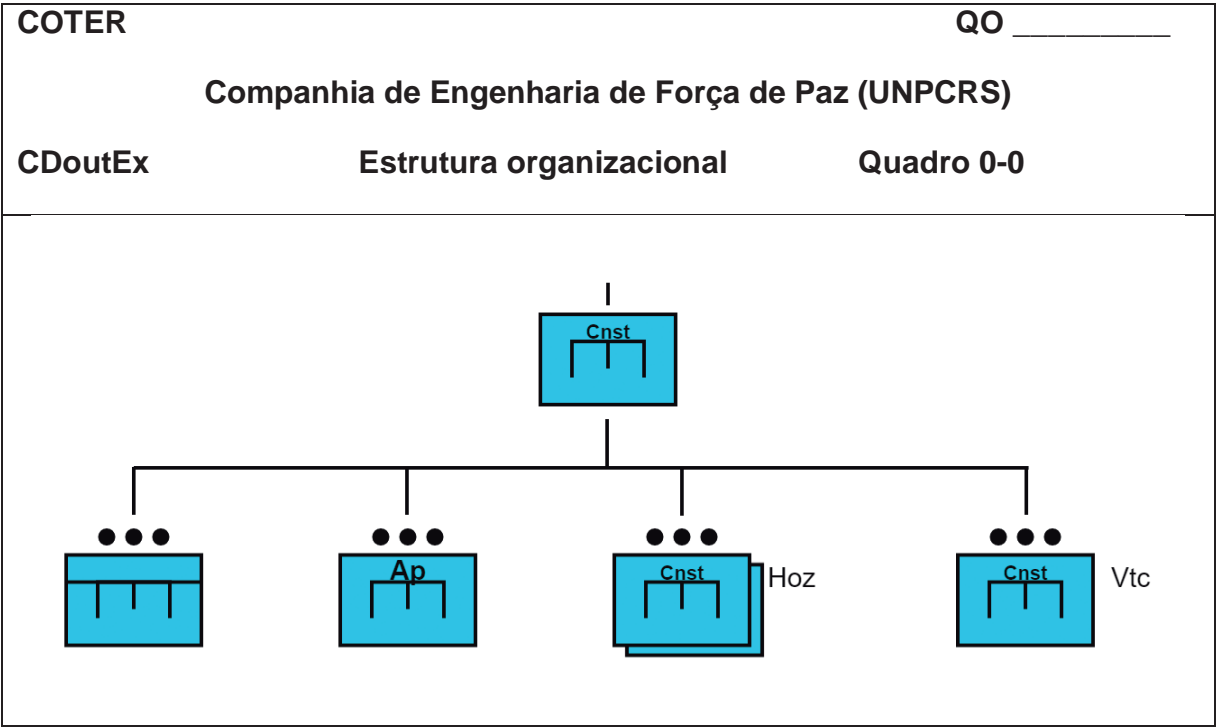 COTER QO _________
Companhia de Engenharia de Força de Paz (UNPCRS)
CDoutEx Estrutura organizacional Quadro 0-0
Cnst
Ap
Cnst
Hoz
Cnst
Vtc